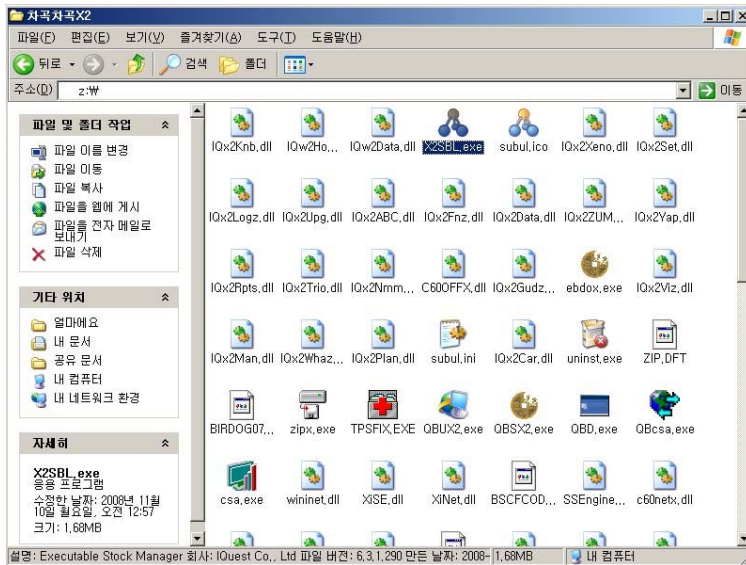 차곡차곡X2
파일(F) 편집(E) 보기(V) 즐겨찾기(A) 도구(T) 도움말(H)
뒤로 검색 폴더
주소(D) z:₩ 이동
파일 및 폴더 작업
파일 이름 변경
파일 이동
파일 복사
파일을 웹에 게시
파일을 전자 메일로
보내기
파일 삭제
기타 위치
얼마에요
내 문서
공유 문서
내 컴퓨터
내 네트워크 환경
자세히
X2SBL.exe
응용 프로그램
수정한 날짜: 2008년 11월
10일 월요일, 오전 12:57
크기: 1.68MB
IQx2Knb.dll IQw2Ho... IQw2Data.dll X2SBL.exe subul.ico IQx2Xeno.dll IQx2Set.dll
IQx2Logz.dll IQx2Upg.dll IQx2ABC.dll IQx2Fnz.dll IQx2Data.dll IQx2ZUM... IQx2Yap.dll
IQx2Rpts.dll IQx2Trio.dll IQx2Nmm... C60OFFX.dll IQx2Gudz... ebdox.exe IQx2Viz.dll
IQx2Man.dll IQx2Whaz... IQx2Plan.dll subul.ini IQx2Car.dll uninst.exe ZIP.DFT
BIRDOG07... zipx.exe TPSFIX.EXE QBUX2.exe QBSX2.exe QBD.exe QBcsa.exe
csa.exe wininet.dll XiSE.dll XiNet.dll BSCFCOD... SSEngine... c60netx.dll
설명: Executable Stock Manager 회사: IQuest Co., Ltd 파일 버전: 6.3.1.290 만든 날짜: 2008- 1.68MB 내 컴퓨터